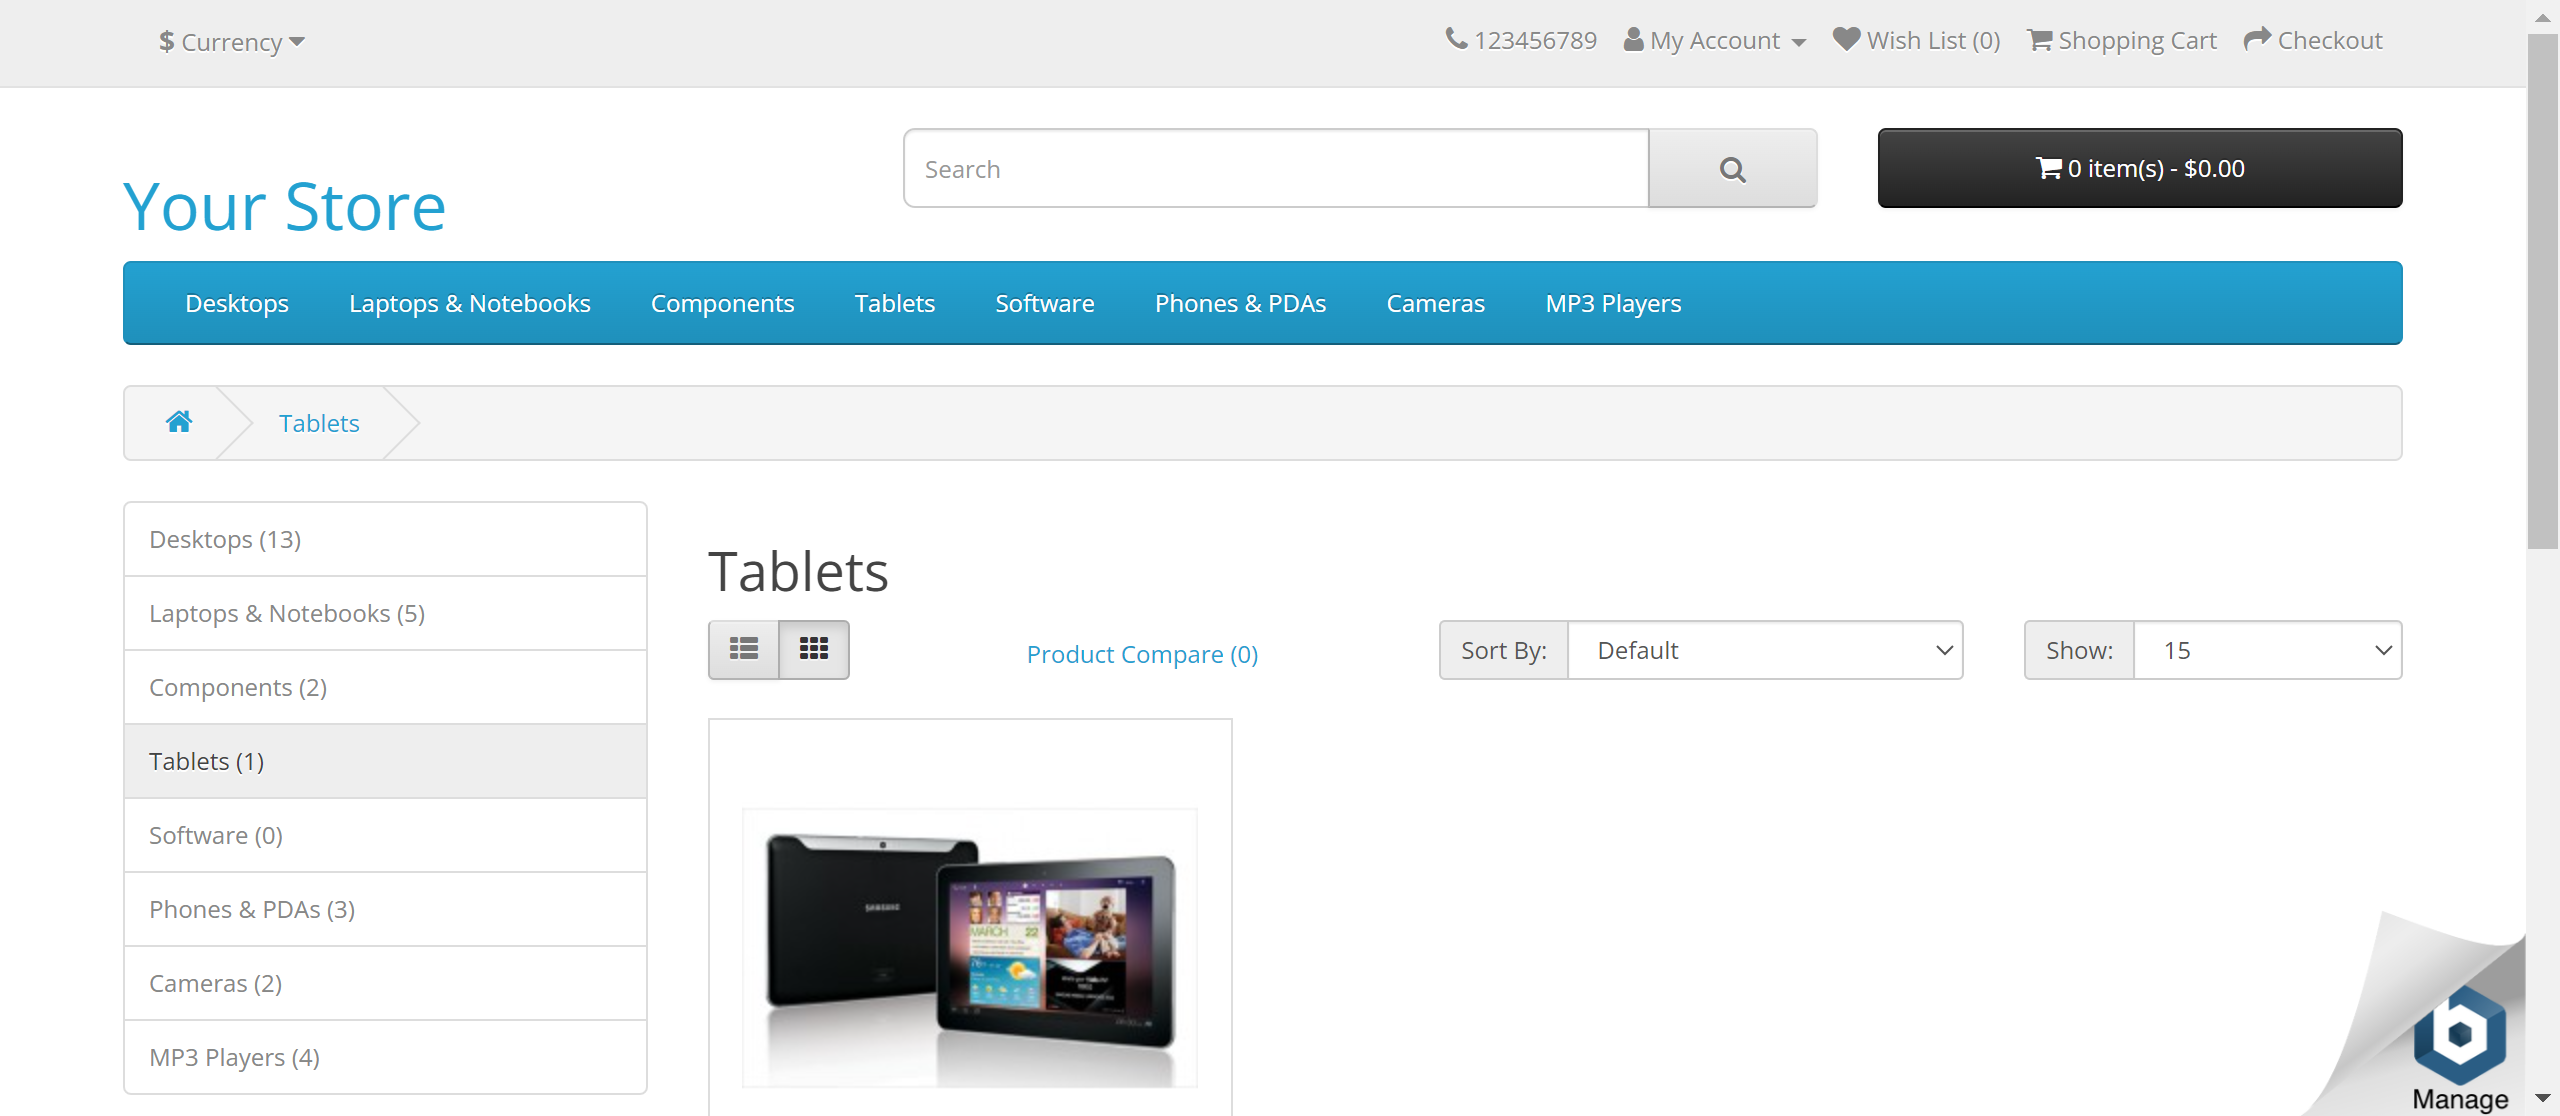 $ Currency
123456789 My Account Wish List (0) Shopping Cart Checkout
Your Store
Search
0 item(s) - $0.00
Desktops Laptops & Notebooks Components Tablets Software Phones & PDAs Cameras MP3 Players
Tablets
Desktops (13)
Laptops & Notebooks (5)
Components (2)
Tablets (1)
Software (0)
Phones & PDAs (3)
Cameras (2)
MP3 Players (4)
Tablets
Product Compare (0)
Sort By: Default
Show: 15
SAMSUNG
MARCH 22
Manage